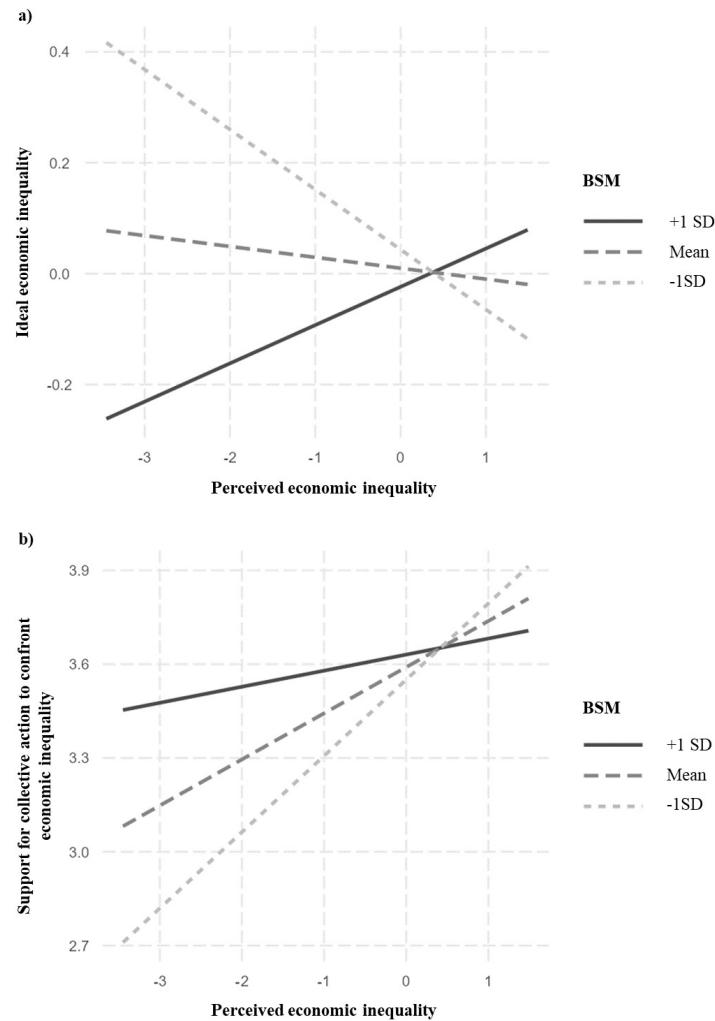 a)
0.4
0.2
0.0
-0.2
Ideal economic inequality
-3
-2
-1
0
1
Perceived economic inequality
BSM
+1 SD
Mean
-1SD
b)
3.9
3.6
3.3
3.0
2.7
Support for collective action to confront
economic inequality
-3
-2
-1
0
1
Perceived economic inequality
BSM
+1 SD
Mean
-1SD